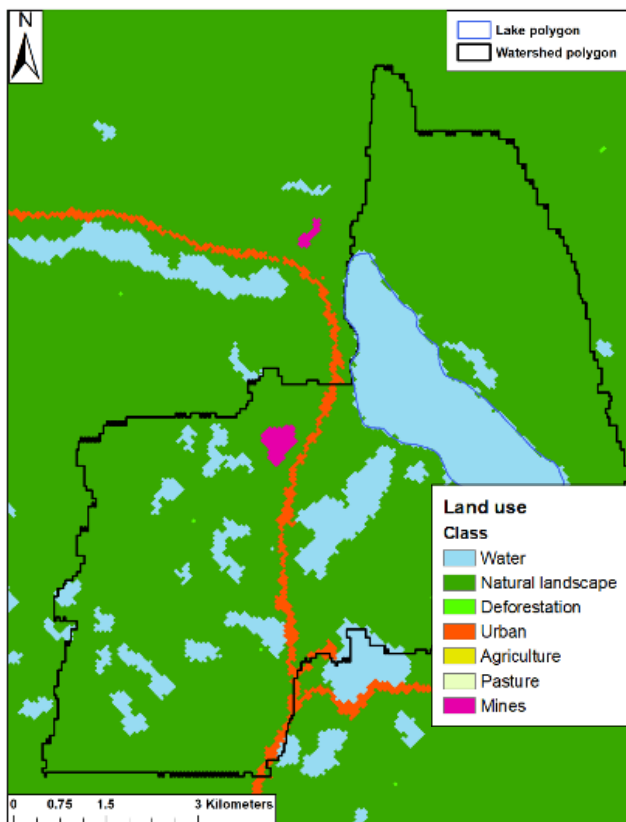 N
Lake polygon
Watershed polygon
Land use
Class
Water
Natural landscape
Deforestation
Urban
Agriculture
Pasture
Mines
0 0.75 1.5 3 Kilometers